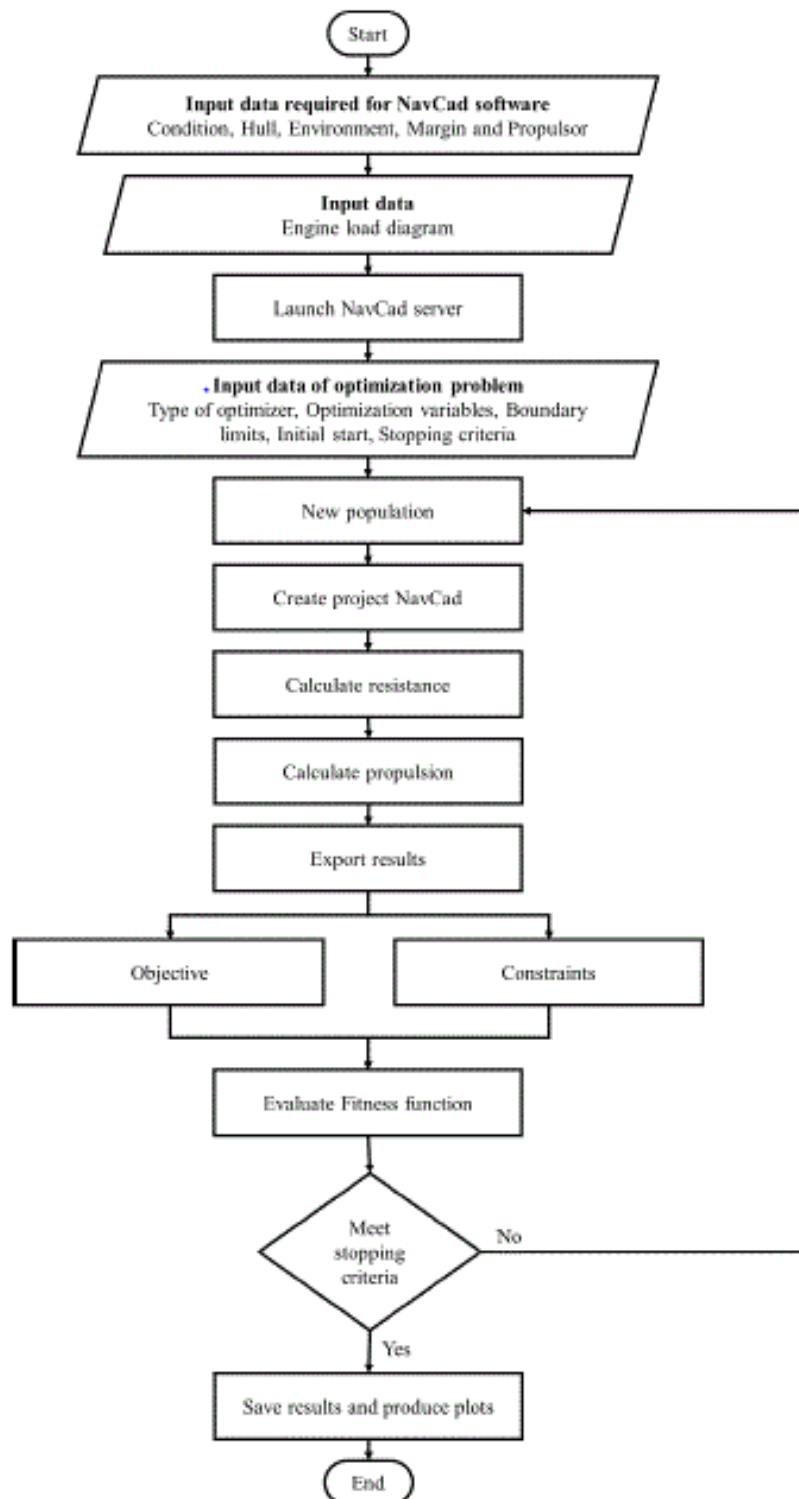 Start
Input data required for NavCad software
Condition, Hull, Environment, Margin and Propulsor
Input data
Engine load diagram
Launch NavCad server
Input data of optimization problem
Type of optimizer, Optimization variables, Boundary
limits, Initial start, Stopping criteria
New population
Create project NavCad
Calculate resistance
Calculate propulsion
Export results
Objective
Constraints
Evaluate Fitness function
Meet
stopping
criteria
No
Yes
Save results and produce plots
End